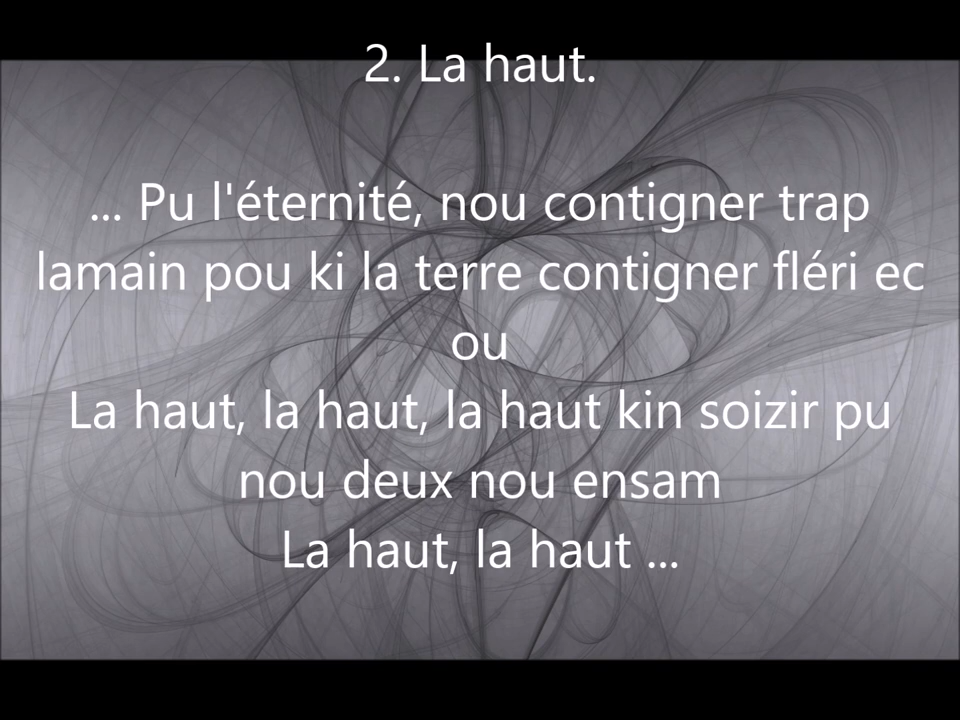 2. La haut.
... Pu l'éternité, nou contigner trap
lamain pou ki la terre contigner fléri ec
ou
La haut, la haut, la haut kin soizir pu
nou deux nou ensam
La haut, la haut ...